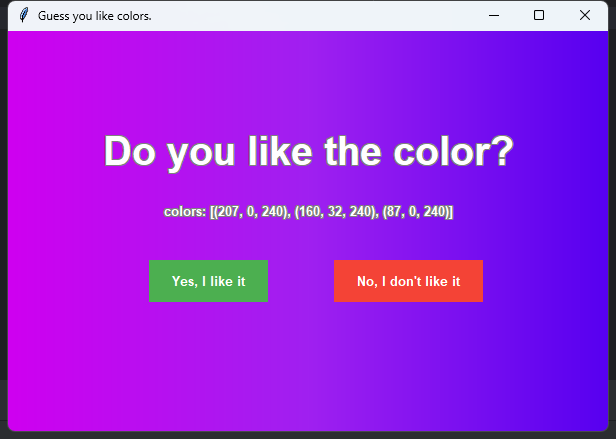 Guess you like colors.
Do you like the color?
colors: [(207, 0, 240), (160, 32, 240), (87, 0, 240)]
Yes, I like it
No, I don't like it